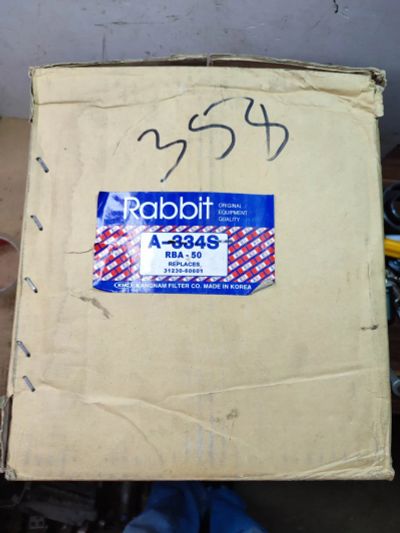 354
Rabbit
ORIGINAL
EQUIPMENT
QUALITY
A-334S
RBA - 50
REPLACES
31230-60601
KANGNAM FILTER CO. MADE IN KOREA